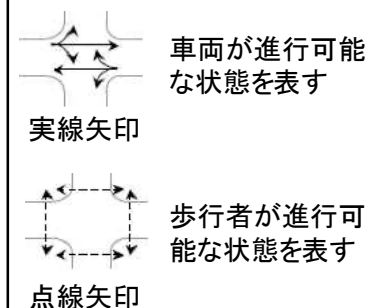 車両が進行可能
な状態を表す
実線矢印
歩行者が進行可
能な状態を表す
点線矢印